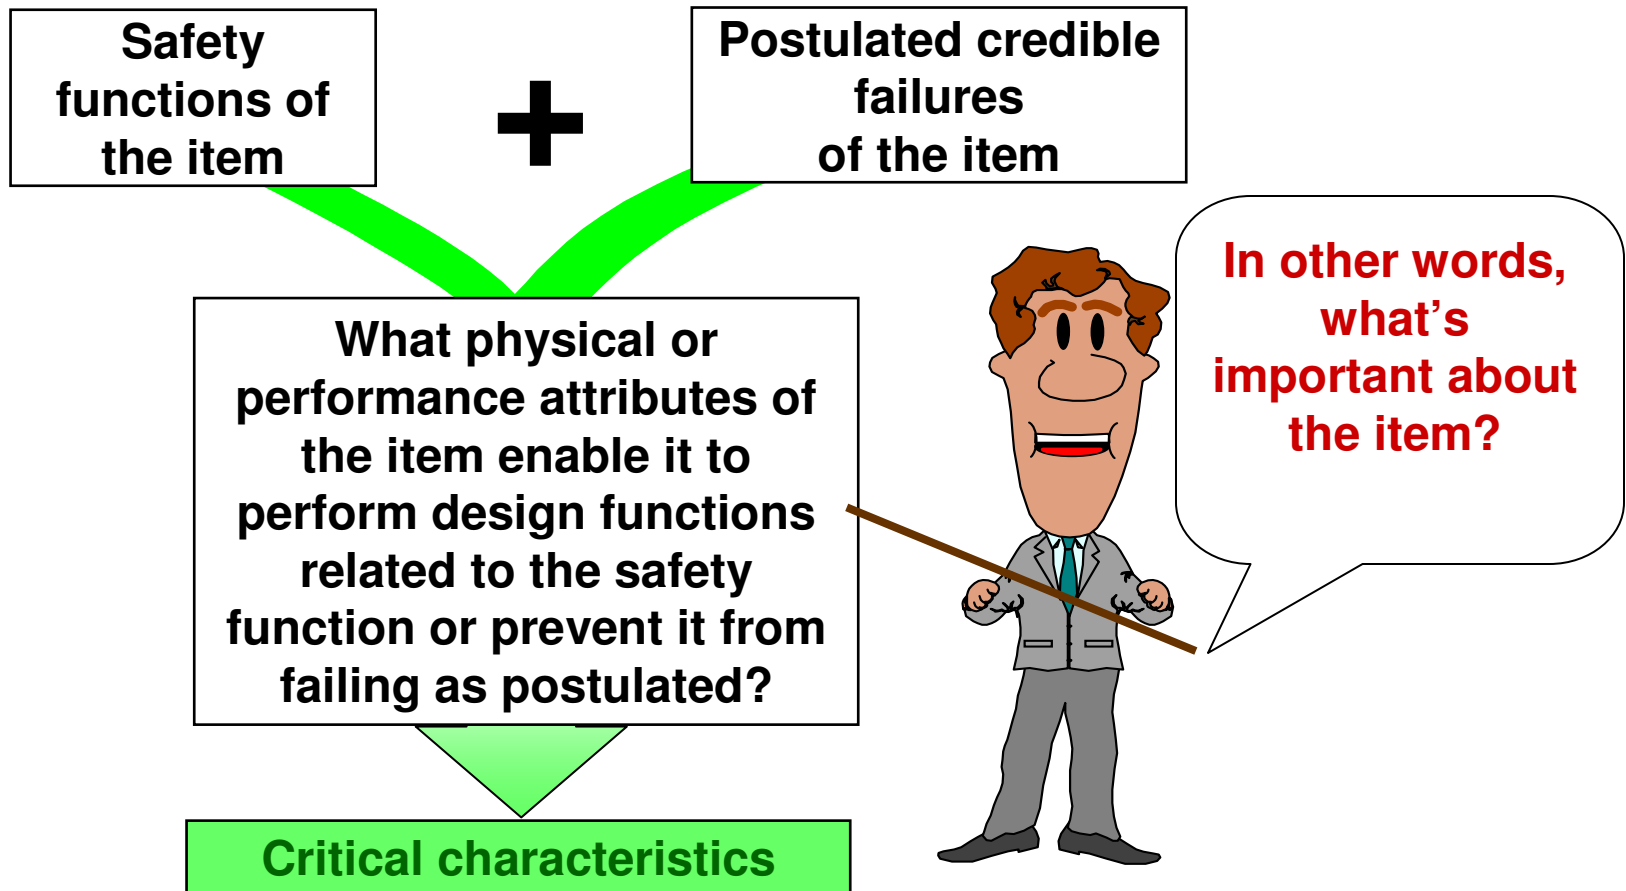 Safety
functions of
the item
+
Postulated credible
failures
of the item
What physical or
performance attributes of
the item enable it to
perform design functions
related to the safety
function or prevent it from
failing as postulated?
In other words,
what’s
important about
the item?
Critical characteristics